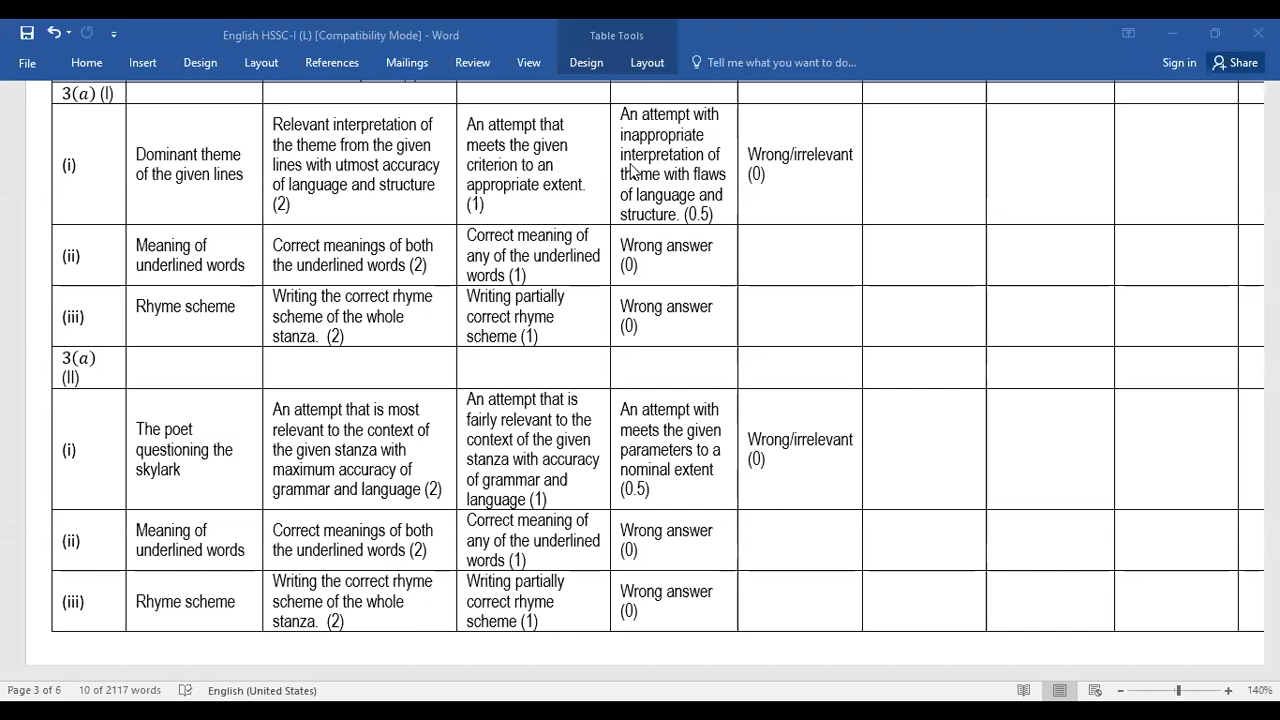 English HSSC-I (L) [Compatibility Mode] - Word
Table Tools
File
Home
Insert
Design
Layout
References
Mailings
Review
View
Design
Layout
Tell me what you want to do...
Sign in
Share
3(a) (I)
(i)
Dominant theme
of the given lines
Relevant interpretation of
the theme from the given
lines with utmost accuracy
of language and structure
(2)
An attempt that
meets the given
criterion to an
appropriate extent.
(1)
An attempt with
inappropriate
interpretation of
theme with flaws
of language and
structure. (0.5)
Wrong/irrelevant
(0)
(ii)
Meaning of
underlined words
Correct meanings of both
the underlined words (2)
Correct meaning of
any of the underlined
words (1)
Wrong answer
(0)
(iii)
Rhyme scheme
Writing the correct rhyme
scheme of the whole
stanza. (2)
Writing partially
correct rhyme
scheme (1)
Wrong answer
(0)
3(a)
(II)
(i)
The poet
questioning the
skylark
An attempt that is most
relevant to the context of
the given stanza with
maximum accuracy of
grammar and language (2)
An attempt that is
fairly relevant to the
context of the given
stanza with accuracy
of grammar and
language (1)
An attempt with
meets the given
parameters to a
nominal extent
(0.5)
Wrong/irrelevant
(0)
(ii)
Meaning of
underlined words
Correct meanings of both
the underlined words (2)
Correct meaning of
any of the underlined
words (1)
Wrong answer
(0)
(iii)
Rhyme scheme
Writing the correct rhyme
scheme of the whole
stanza. (2)
Writing partially
correct rhyme
scheme (1)
Wrong answer
(0)
Page 3 of 6
10 of 2117 words
English (United States)
140%